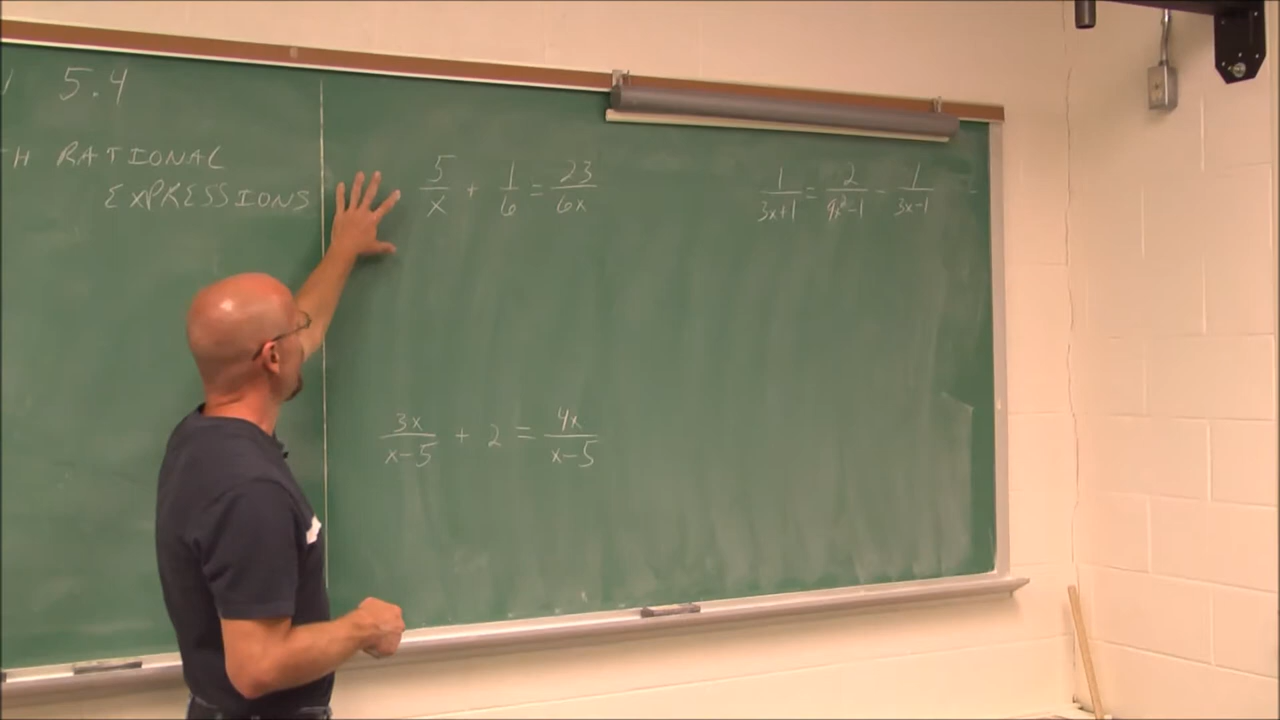 5.4
RATIONAL
EXPRESSIONS
5/x + 1/6 = 23/6x
1/3x+1 = 2/9x²-1 - 1/3x-1
3x/x-5 + 2 = 4x/x-5